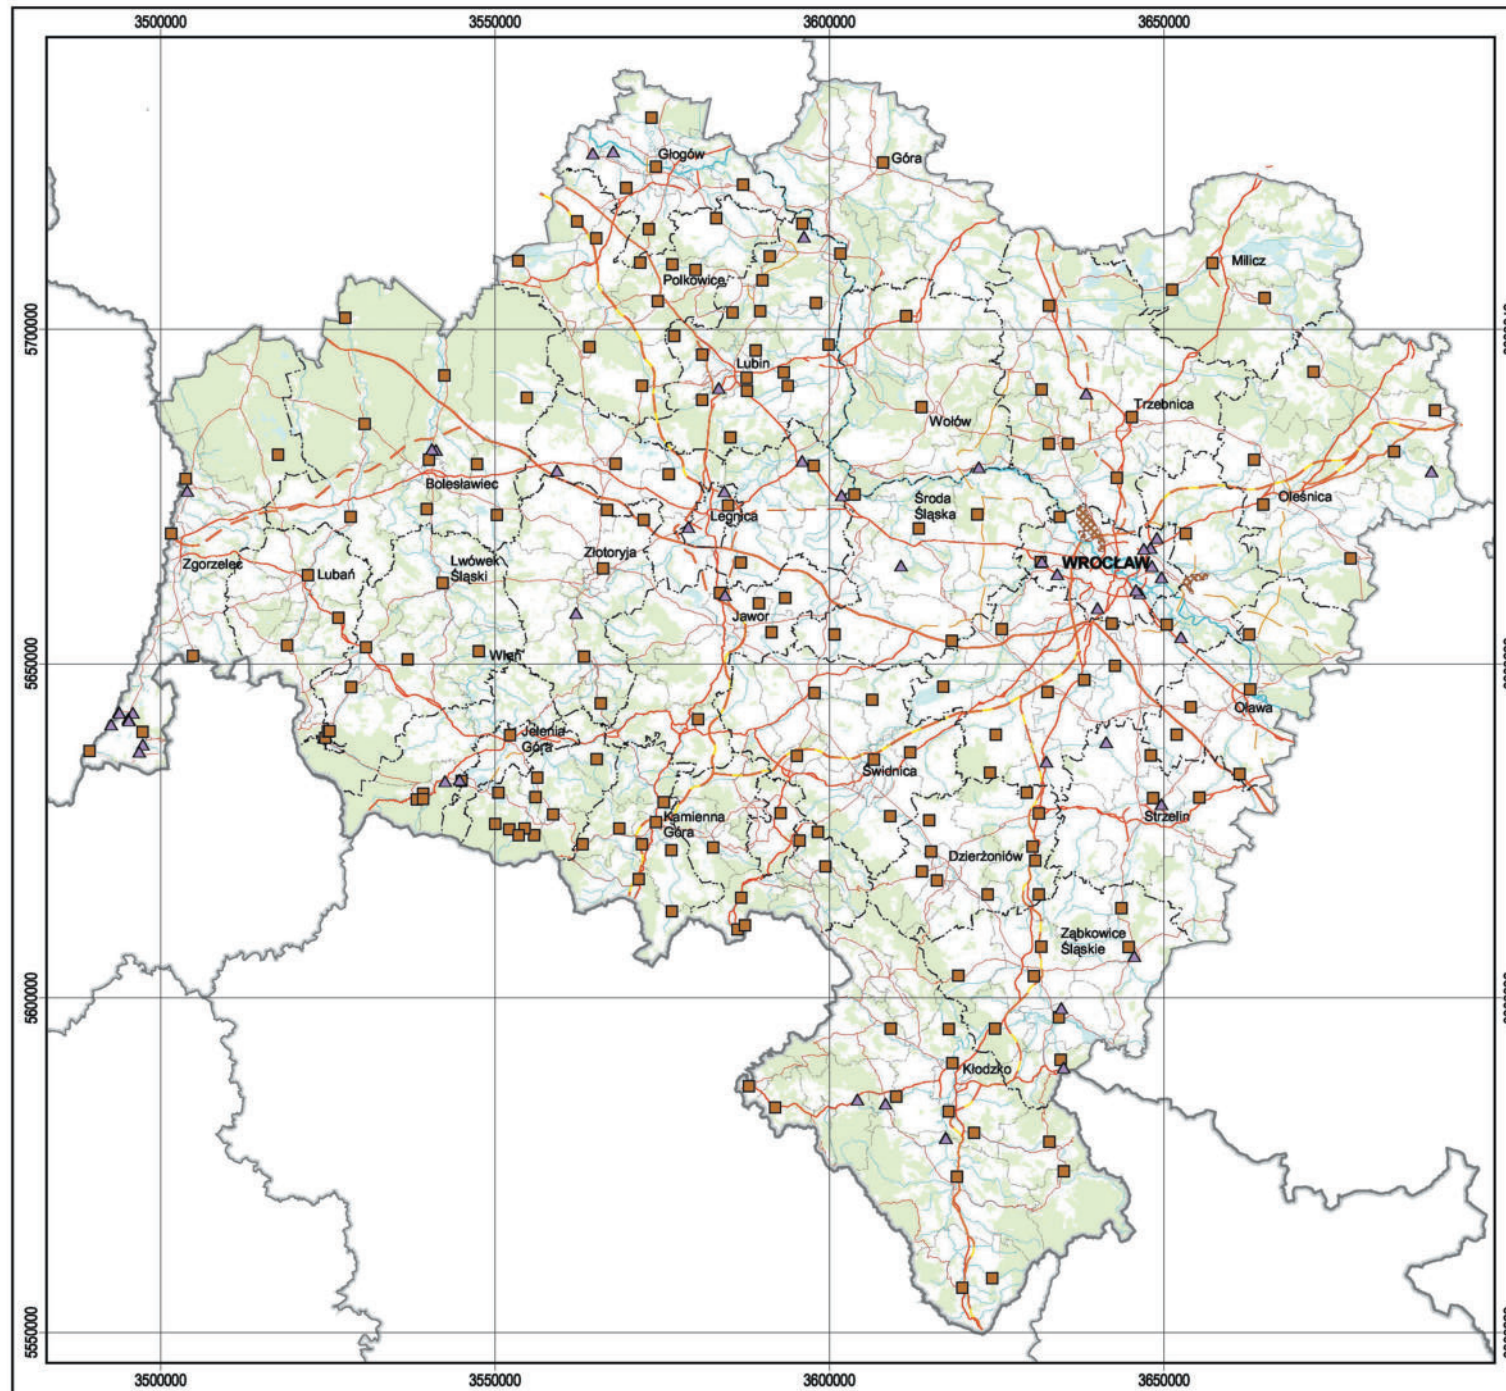 3500000
3550000
3600000
3650000
Głogów
Góra
Milicz
Polkowice
5700000
Lubin
Trzebnica
Wołów
Bolesławiec
Oleśnica
Środa
Śląska
Legnica
Złotoryja
Zgorzelec
Lubań
Lwówek
Śląski
WROCŁAW
Jawor
Wleń
5650000
Oława
Jelenia
Góra
Świdnica
Kamienna
Góra
Strzelin
Dzierżoniów
Ząbkowice
Śląskie
5600000
Kłodzko
5550000
3500000
3550000
3600000
3650000